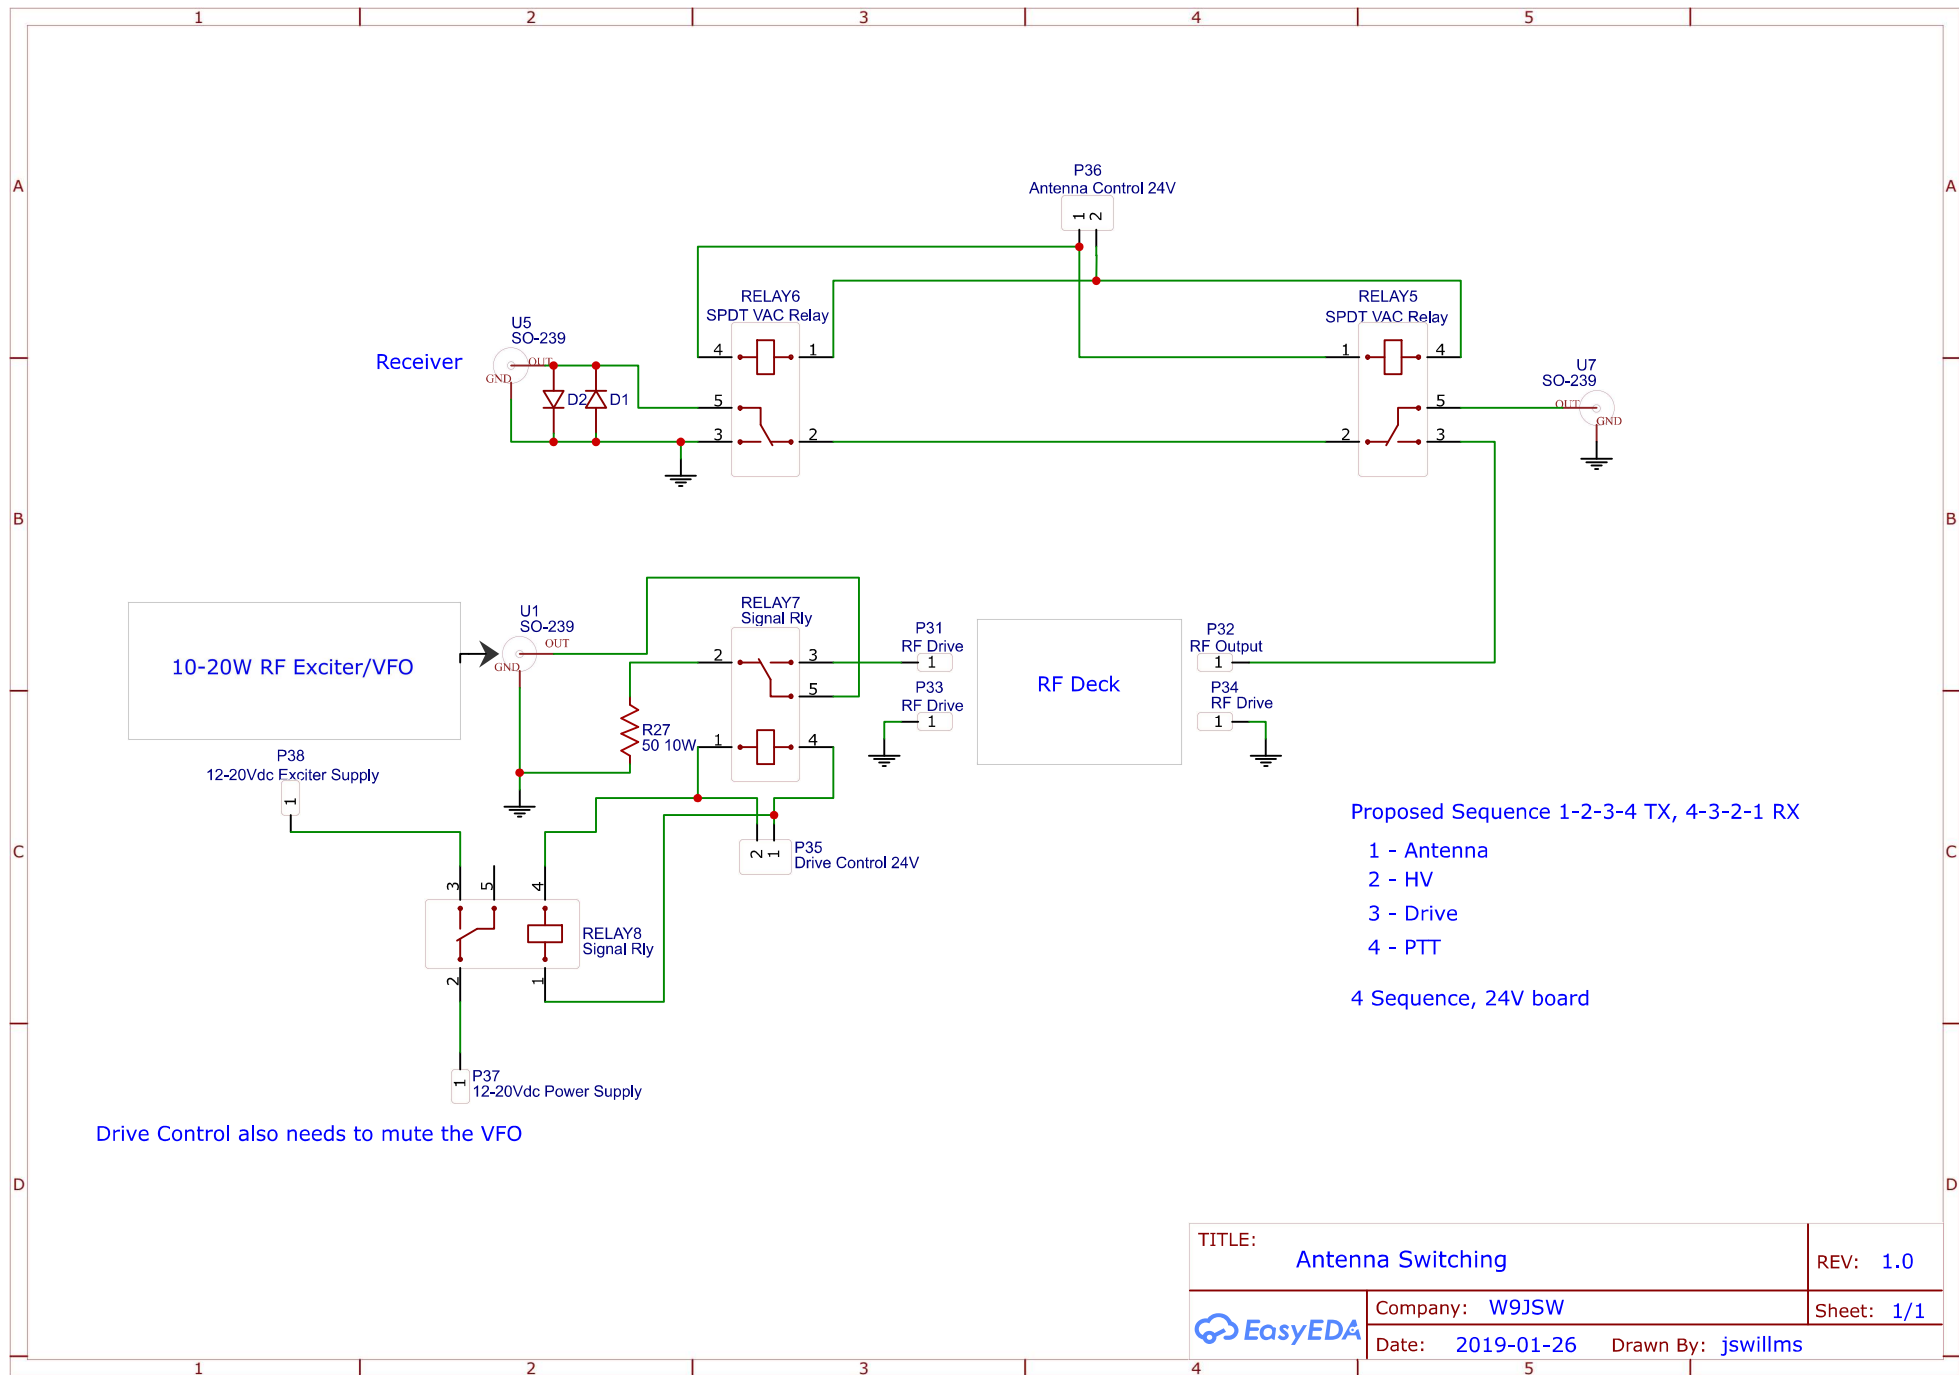 1 2 3 4 5
A A
B B
C C
D D
P36
Antenna Control 24V
1 2
RELAY6
SPDT VAC Relay
4 1
5
3 2
RELAY5
SPDT VAC Relay
1 4
5
2 3
U5
SO-239
OUT
GND
Receiver
D2 D1
U7
SO-239
OUT
GND
10-20W RF Exciter/VFO
U1
SO-239
OUT
GND
RELAY7
Signal Rly
2 3
5
1 4
R27
50 10W
P31
RF Drive
1
P33
RF Drive
1
RF Deck
P32
RF Output
1
P34
RF Drive
1
P38
12-20Vdc Exciter Supply
1
P35
Drive Control 24V
2 1
3 5 4
RELAY8
Signal Rly
2 1
P37
12-20Vdc Power Supply
1
Drive Control also needs to mute the VFO
Proposed Sequence 1-2-3-4 TX, 4-3-2-1 RX
1 - Antenna
2 - HV
3 - Drive
4 - PTT
4 Sequence, 24V board
TITLE:
Antenna Switching
REV: 1.0
EasyEDA
Company: W9JSW
Sheet: 1/1
Date: 2019-01-26 Drawn By: jswillms
1 2 3 4 5